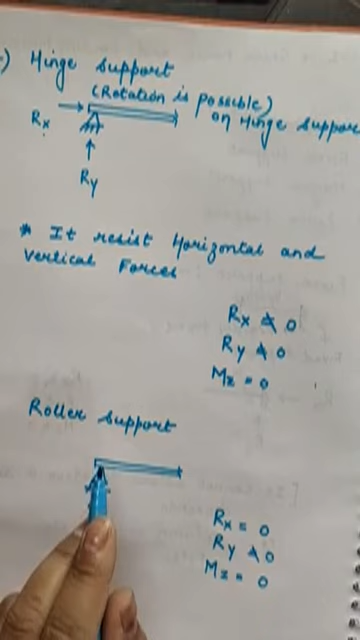 ) Hinge Support
(Rotation is possible)
on Hinge Suppor
Rx
Ry
* It resist Horizontal and
vertical Forces
Rx ≠ 0
Ry ≠ 0
Mz = 0
Roller Support
Rx = 0
Ry ≠ 0
Mz = 0